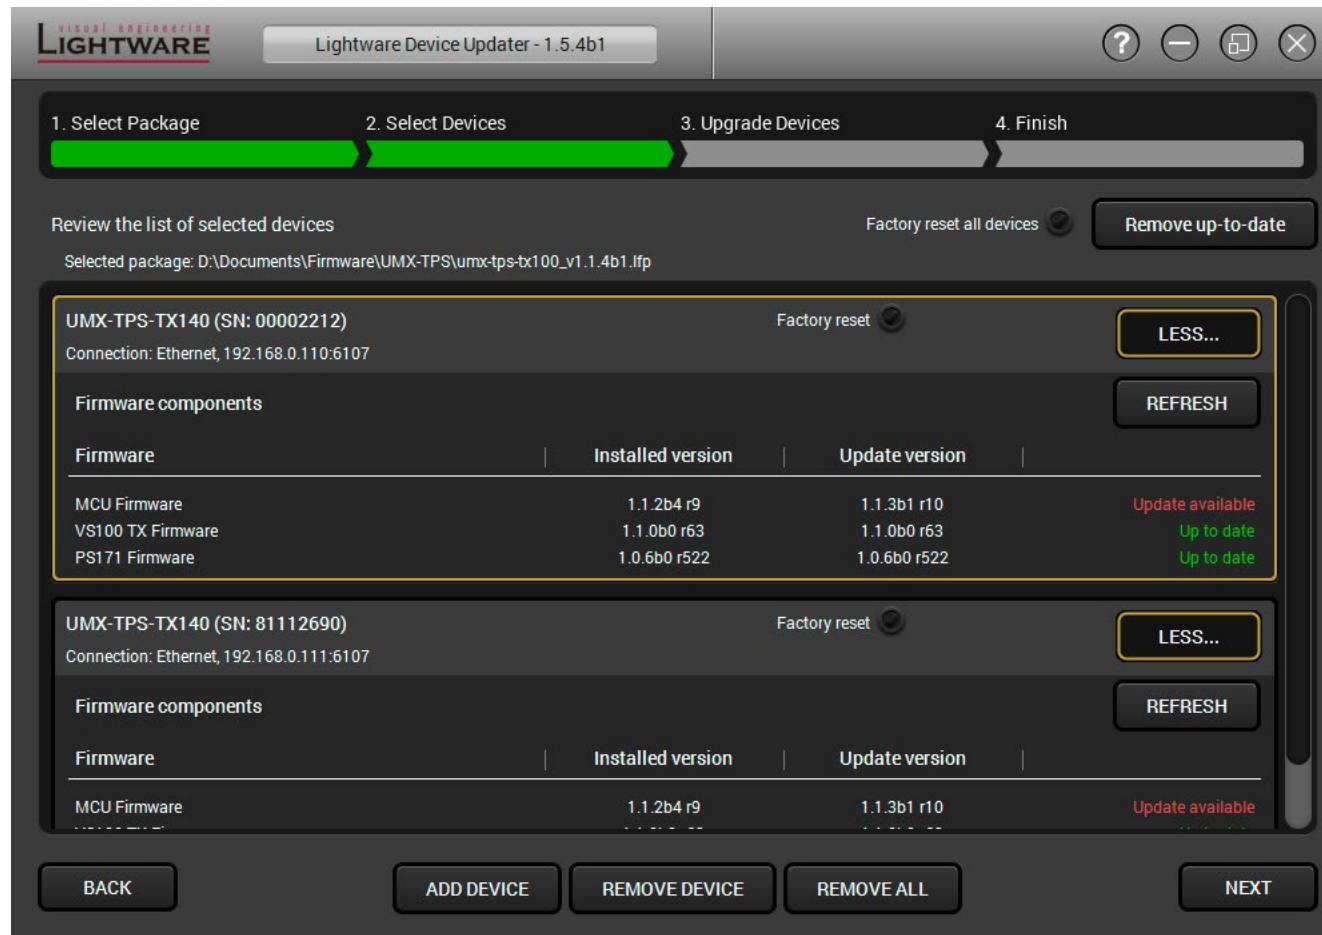 visual engineering
LIGHTWARE
Lightware Device Updater - 1.5.4b1
?
1. Select Package 2. Select Devices 3. Upgrade Devices 4. Finish
Review the list of selected devices Factory reset all devices Remove up-to-date
Selected package: D:\Documents\Firmware\UMX-TPS\umx-tps-tx100_v1.1.4b1.lfp
UMX-TPS-TX140 (SN: 00002212) Factory reset LESS...
Connection: Ethernet, 192.168.0.110:6107
Firmware components REFRESH
Firmware Installed version Update version
MCU Firmware 1.1.2b4 r9 1.1.3b1 r10 Update available
VS100 TX Firmware 1.1.0b0 r63 1.1.0b0 r63 Up to date
PS171 Firmware 1.0.6b0 r522 1.0.6b0 r522 Up to date
UMX-TPS-TX140 (SN: 81112690) Factory reset LESS...
Connection: Ethernet, 192.168.0.111:6107
Firmware components REFRESH
Firmware Installed version Update version
MCU Firmware 1.1.2b4 r9 1.1.3b1 r10 Update available
BACK ADD DEVICE REMOVE DEVICE REMOVE ALL NEXT